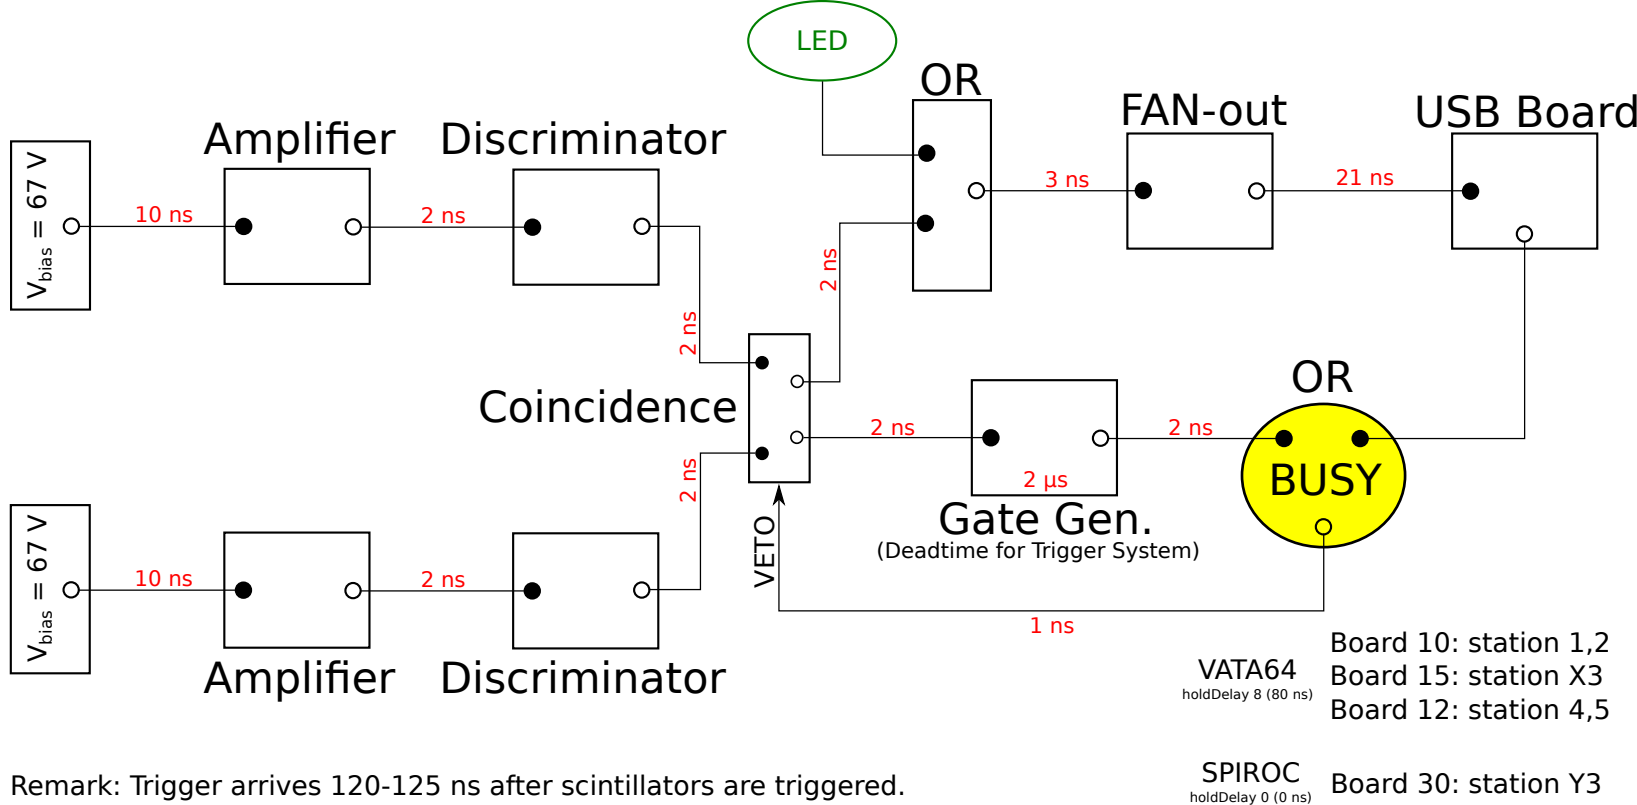 LED
OR
FAN-out
USB Board
Amplifier
Discriminator
V_bias = 67 V
10 ns
2 ns
3 ns
21 ns
2 ns
2 ns
Coincidence
2 ns
2 ns
OR
BUSY
2 µs
Gate Gen.
(Deadtime for Trigger System)
2 ns
VETO
1 ns
V_bias = 67 V
10 ns
2 ns
Amplifier
Discriminator
VATA64
holdDelay 8 (80 ns)
Board 10: station 1,2
Board 15: station X3
Board 12: station 4,5
SPIROC
holdDelay 0 (0 ns)
Board 30: station Y3
Remark: Trigger arrives 120-125 ns after scintillators are triggered.